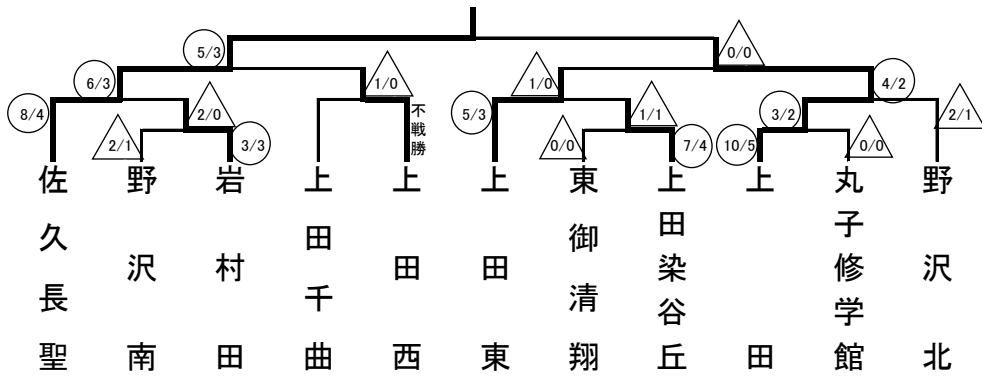 5/3
0/0
6/3
1/0
1/0
4/2
8/4
2/0
5/3
1/1
3/2
2/1
不戦勝
2/1
3/3
0/0
7/4
10/5
0/0
佐久長聖
野沢南
岩村田
上田千曲
上田西
上田東
東御清翔
上田染谷丘
上田
丸子修学館
野沢北